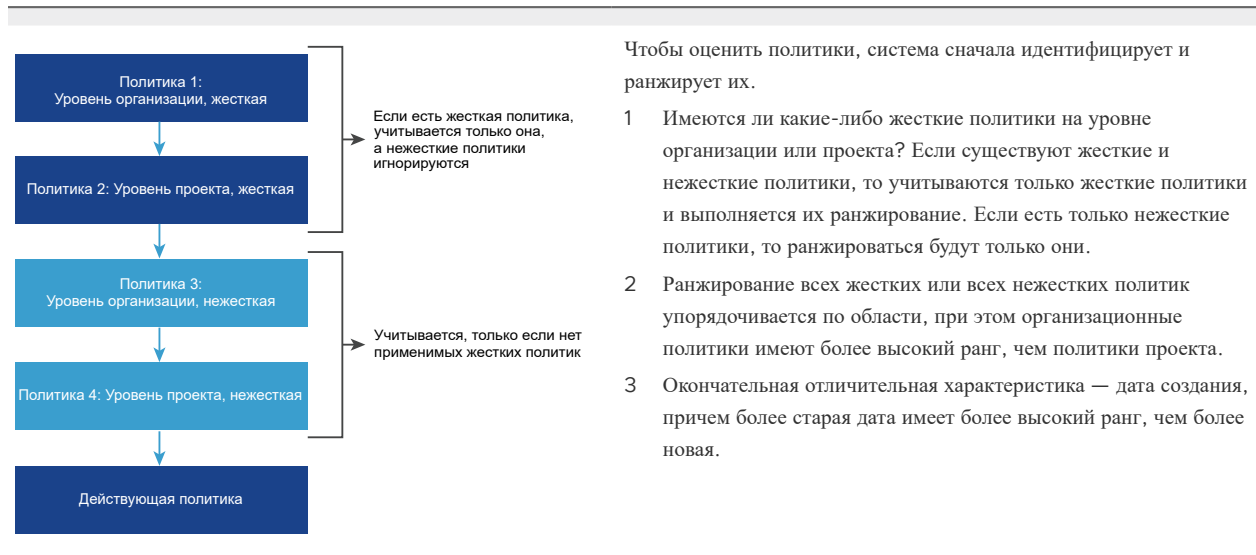 Политика 1:
Уровень организации, жесткая
Политика 2: Уровень проекта, жесткая
Если есть жесткая политика,
учитывается только она,
а нежесткие политики
игнорируются
Политика 3:
Уровень организации, нежесткая
Политика 4: Уровень проекта, нежесткая
Учитывается, только если нет
применимых жестких политик
Действующая политика
Чтобы оценить политики, система сначала идентифицирует и
ранжирует их.
1 Имеются ли какие-либо жесткие политики на уровне
организации или проекта? Если существуют жесткие и
нежесткие политики, то учитываются только жесткие политики
и выполняется их ранжирование. Если есть только нежесткие
политики, то ранжироваться будут только они.
2 Ранжирование всех жестких или всех нежестких политик
упорядочивается по области, при этом организационные
политики имеют более высокий ранг, чем политики проекта.
3 Окончательная отличительная характеристика — дата создания,
причем более старая дата имеет более высокий ранг, чем более
новая.